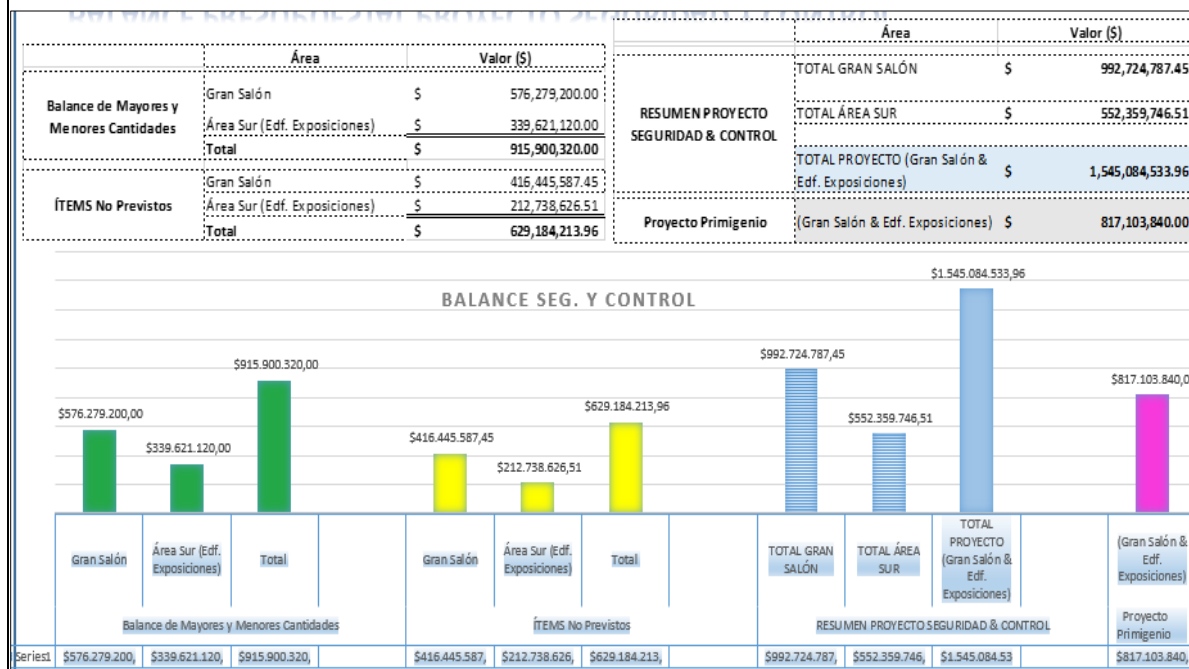 BALANCE PRESUPUESTAL PROYECTO SEGURIDAD Y CONTROL
Área Valor ($)
Balance de Mayores y Menores Cantidades
Gran Salón $ 576,279,200.00
Área Sur (Edf. Exposiciones) $ 339,621,120.00
Total $ 915,900,320.00
ÍTEMS No Previstos
Gran Salón $ 416,445,587.45
Área Sur (Edf. Exposiciones) $ 212,738,626.51
Total $ 629,184,213.96
Área Valor ($)
RESUMEN PROYECTO SEGURIDAD & CONTROL
TOTAL GRAN SALÓN $ 992,724,787.45
TOTAL ÁREA SUR $ 552,359,746.51
TOTAL PROYECTO (Gran Salón & Edf. Exposiciones) $ 1,545,084,533.96
Proyecto Primigenio (Gran Salón & Edf. Exposiciones) $ 817,103,840.00
BALANCE SEG. Y CONTROL
$576.279.200,00
$339.621.120,00
$915.900.320,00
$416.445.587,45
$212.738.626,51
$629.184.213,96
$992.724.787,45
$552.359.746,51
$1.545.084.533,96
$817.103.840,0
Gran Salón
Área Sur (Edf. Exposiciones)
Total
Gran Salón
Área Sur (Edf. Exposiciones)
Total
TOTAL GRAN SALÓN
TOTAL ÁREA SUR
TOTAL PROYECTO (Gran Salón & Edf. Exposiciones)
(Gran Salón & Edf. Exposiciones)
Balance de Mayores y Menores Cantidades
ÍTEMS No Previstos
RESUMEN PROYECTO SEGURIDAD & CONTROL
Proyecto Primigenio
Series1 $576.279.200, $339.621.120, $915.900.320, $416.445.587, $212.738.626, $629.184.213, $992.724.787, $552.359.746, $1.545.084.53 $817.103.840,